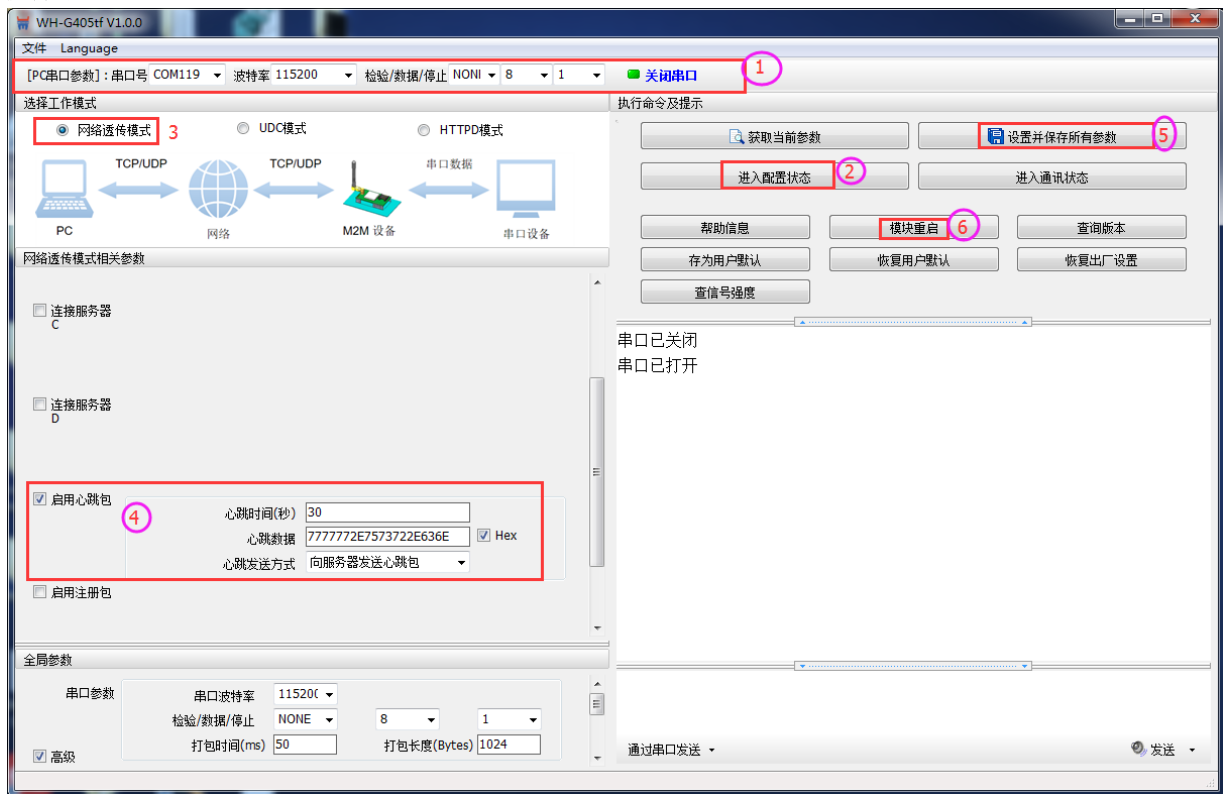 WH-G405tf V1.0.0
文件 Language
[PC串口参数]：串口号 COM119 波特率 115200 检验/数据/停止 NONI 8 1 关闭串口 1
选择工作模式
网络透传模式 3 UDC模式 HTTPD模式
TCP/UDP TCP/UDP 串口数据
PC 网络 M2M 设备 串口设备
网络透传模式相关参数
连接服务器
C
连接服务器
D
启用心跳包
4
心跳时间(秒) 30
心跳数据 7777772E7573722E636E Hex
心跳发送方式 向服务器发送心跳包
启用注册包
全局参数
串口参数 串口波特率 11520(
检验/数据/停止 NONE 8 1
打包时间(ms) 50 打包长度(Bytes) 1024
高级
执行命令及提示
获取当前参数 设置并保存所有参数 5
进入配置状态 2 进入通讯状态
帮助信息 模块重启 6 查询版本
存为用户默认 恢复用户默认 恢复出厂设置
查信号强度
串口已关闭
串口已打开
通过串口发送 发送